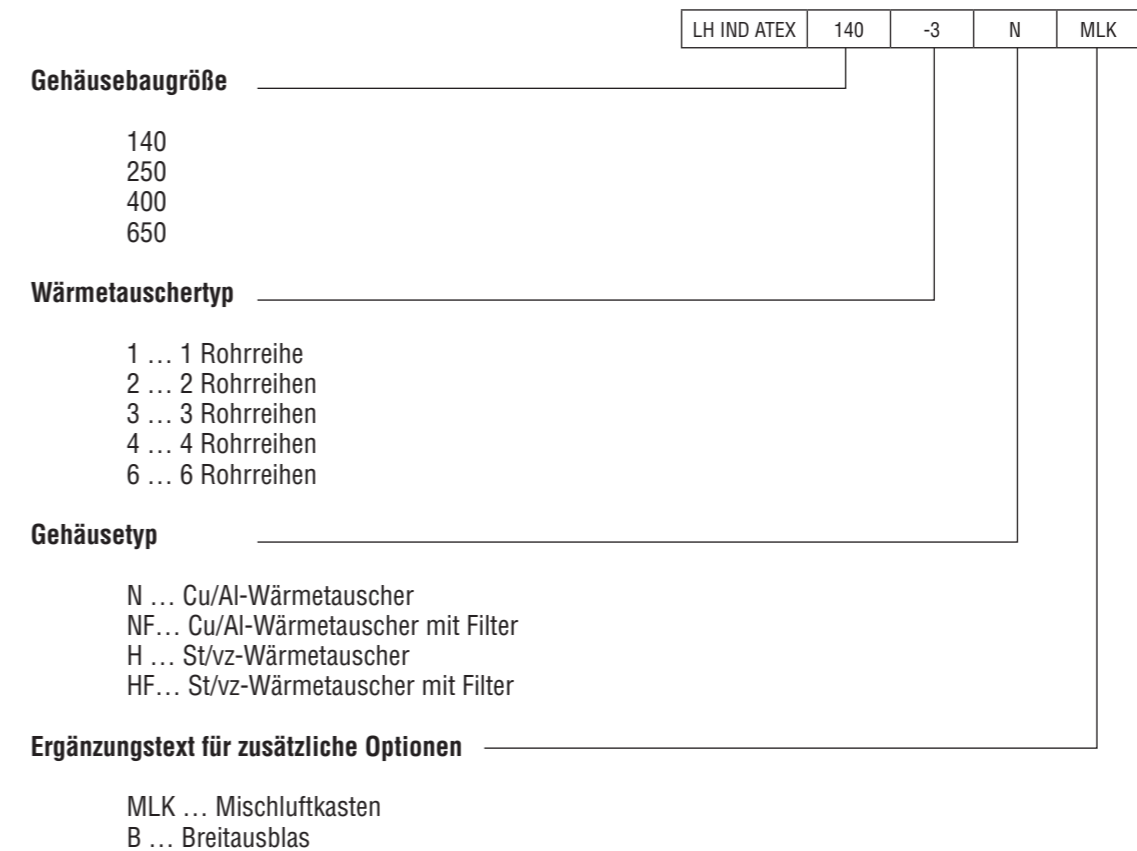 LH IND ATEX 140 -3 N MLK
Gehäusebaugröße
140
250
400
650
Wärmetauschertyp
1 … 1 Rohrreihe
2 … 2 Rohrreihen
3 … 3 Rohrreihen
4 … 4 Rohrreihen
6 … 6 Rohrreihen
Gehäusetyp
N … Cu/Al-Wärmetauscher
NF… Cu/Al-Wärmetauscher mit Filter
H … St/vz-Wärmetauscher
HF… St/vz-Wärmetauscher mit Filter
Ergänzungstext für zusätzliche Optionen
MLK … Mischluftkasten
B … Breitausblas